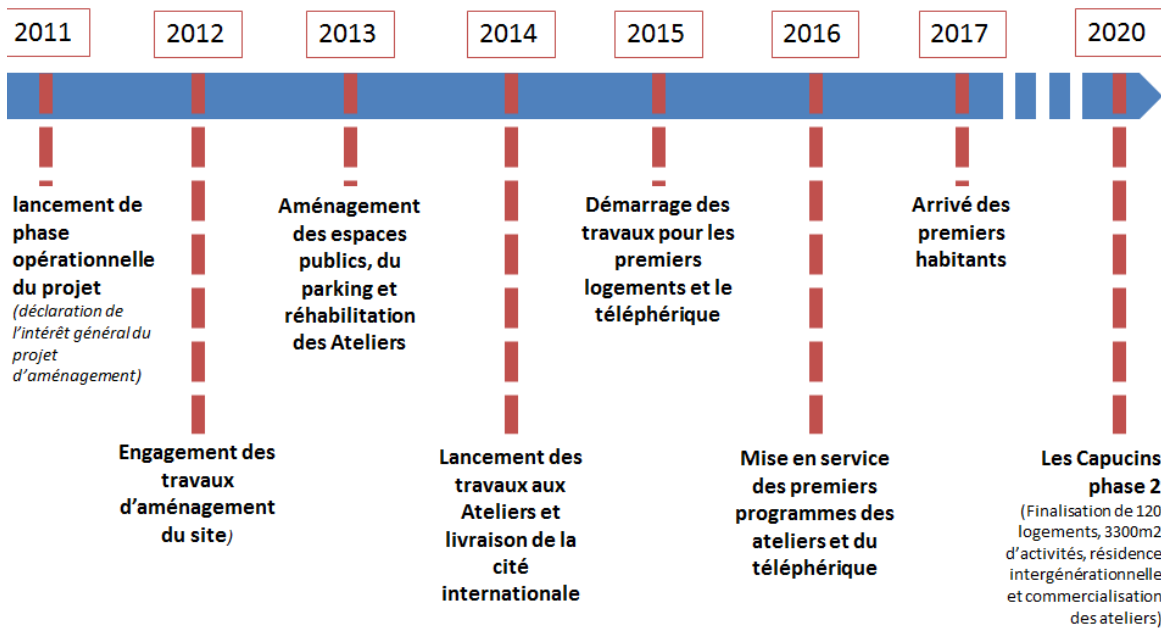 2011
2012
2013
2014
2015
2016
2017
2020
lancement de
phase
opérationnelle
du projet
(déclaration de
l'intérêt général du
projet
d'aménagement)
Engagement des
travaux
d'aménagement
du site)
Aménagement
des espaces
publics, du
parking et
réhabilitation
des Ateliers
Lancement des
travaux aux
Ateliers et
livraison de la
cité
internationale
Démarrage des
travaux pour les
premiers
logements et le
téléphérique
Mise en service
des premiers
programmes des
ateliers et du
téléphérique
Arrivé des
premiers
habitants
Les Capucins
phase 2
(Finalisation de 120
logements, 3300m2
d'activités, résidence
intergénérationnelle
et commercialisation
des ateliers)